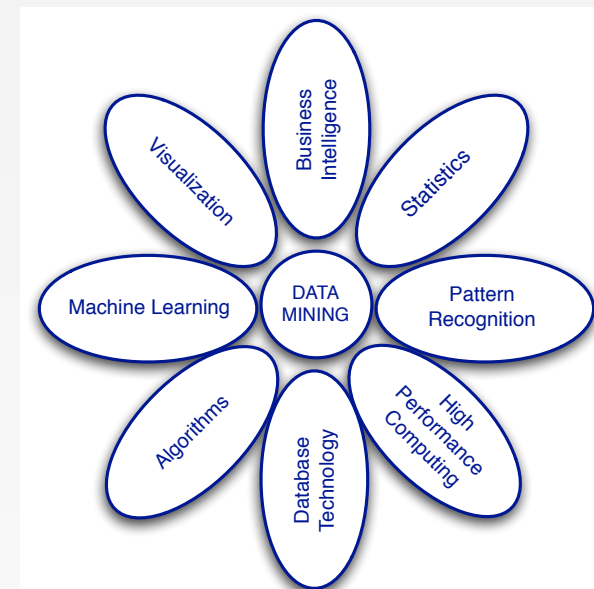 Business
Intelligence
Statistics
Pattern
Recognition
High
Performance
Computing
Database
Technology
Algorithms
Machine Learning
Visualization
DATA
MINING